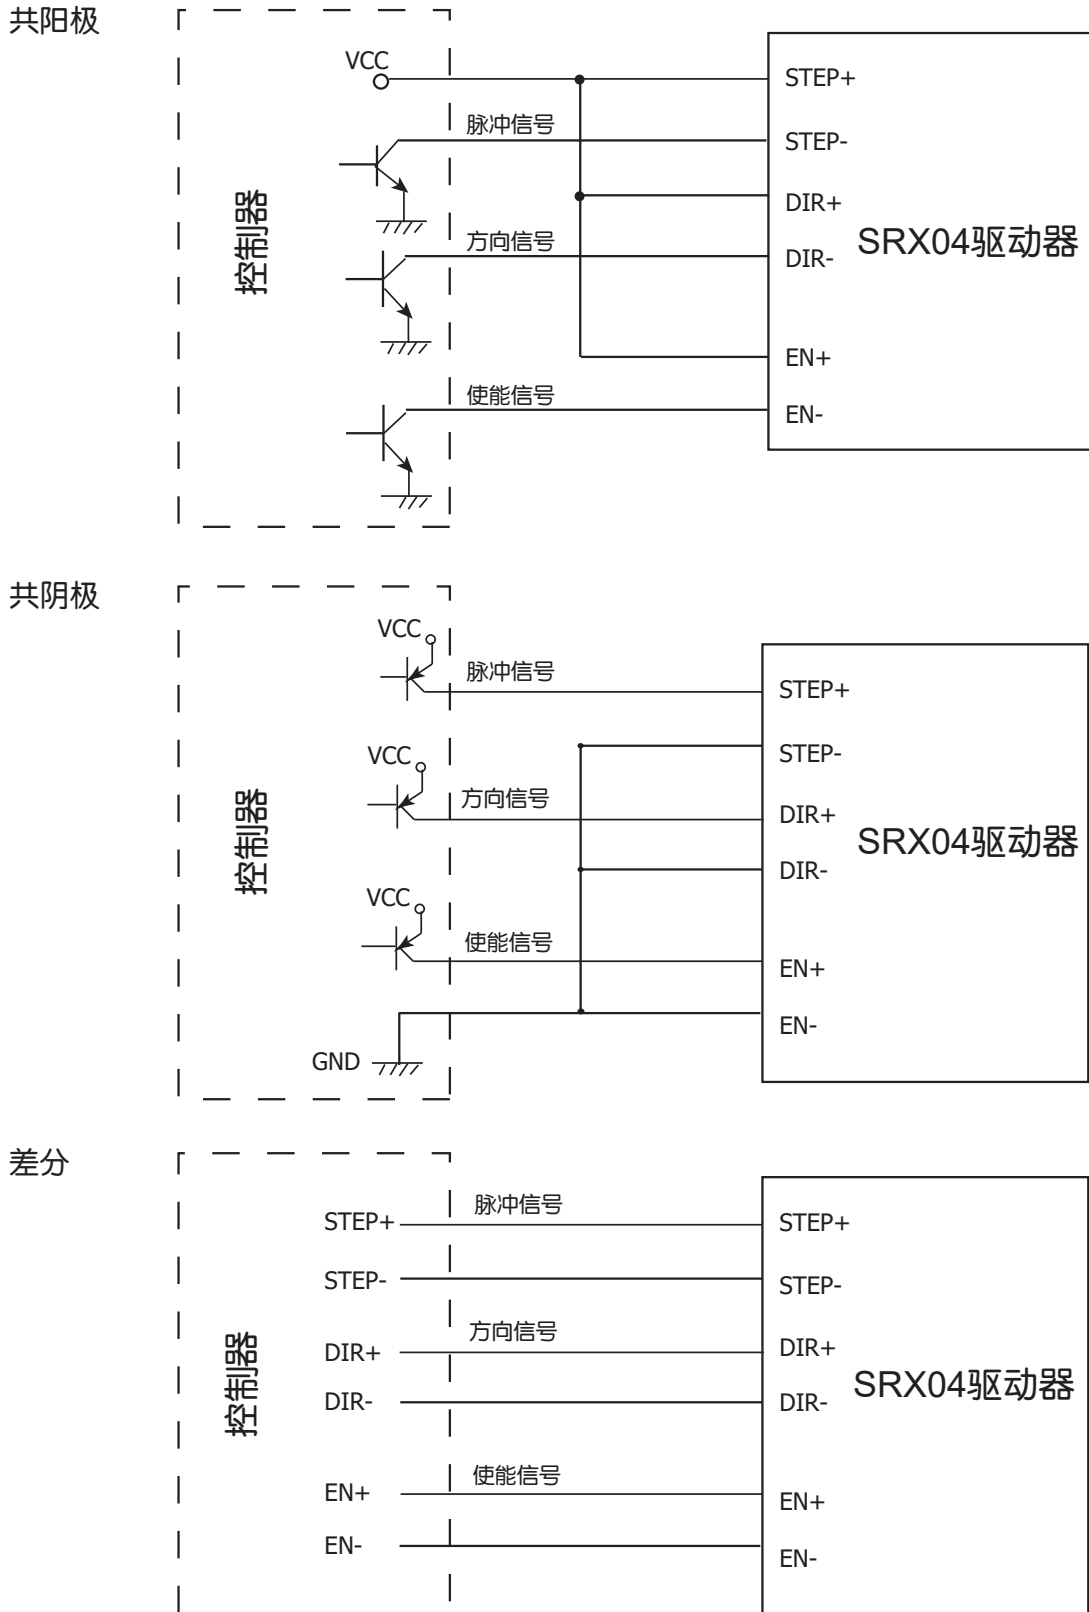 共阳极
VCC
STEP+
脉冲信号
STEP-
DIR+
控制器
方向信号
SRX04驱动器
DIR-
EN+
使能信号
EN-
共阴极
VCC
脉冲信号
STEP+
VCC
STEP-
方向信号
DIR+
控制器
SRX04驱动器
DIR-
VCC
使能信号
EN+
EN-
GND
差分
脉冲信号
STEP+
STEP+
STEP-
STEP-
方向信号
DIR+
DIR+
控制器
SRX04驱动器
DIR-
DIR-
使能信号
EN+
EN+
EN-
EN-